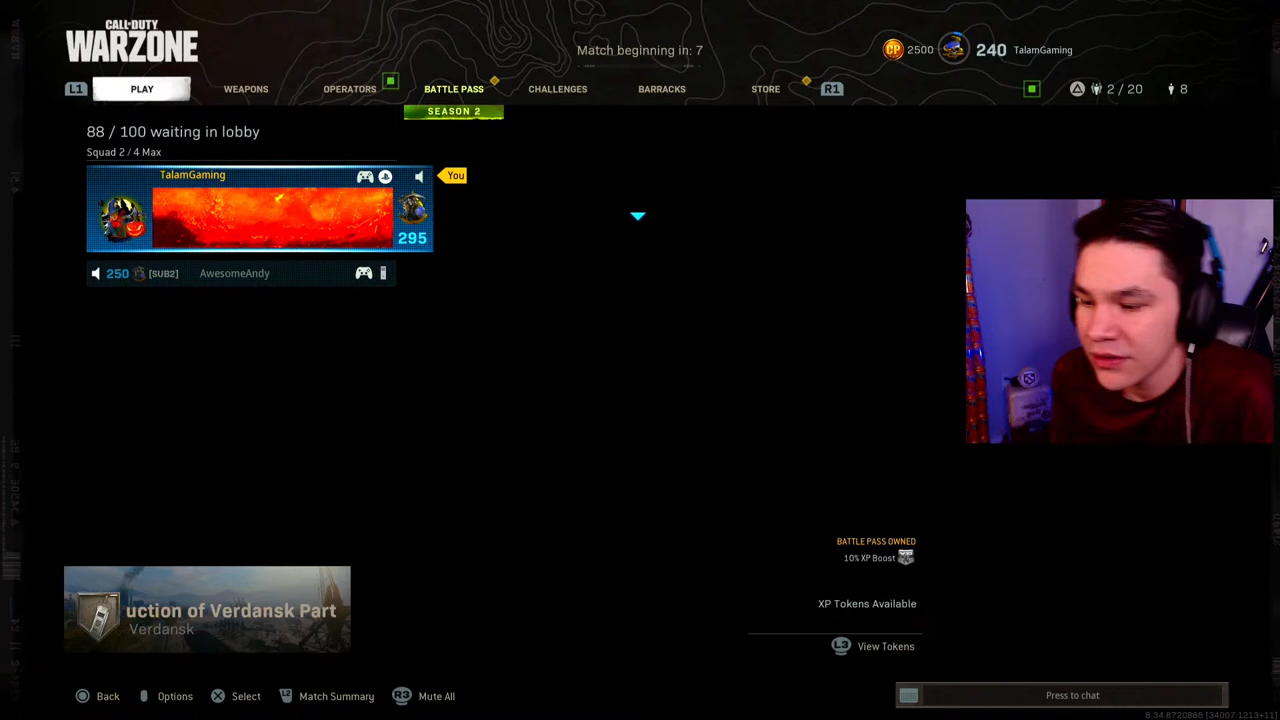 CALL OF DUTY
WARZONE
Match beginning in: 7
CP 2500 240 TalamGaming
L1 PLAY WEAPONS OPERATORS BATTLE PASS CHALLENGES BARRACKS STORE R1 2 / 20 8
SEASON 2
88 / 100 waiting in lobby
Squad 2 / 4 Max
TalamGaming
You
295
250 [SUB2] AwesomeAndy
BATTLE PASS OWNED
10% XP Boost
XP Tokens Available
L3 View Tokens
uction of Verdansk Part
Verdansk
Back Options Select L2 Match Summary R3 Mute All Press to chat